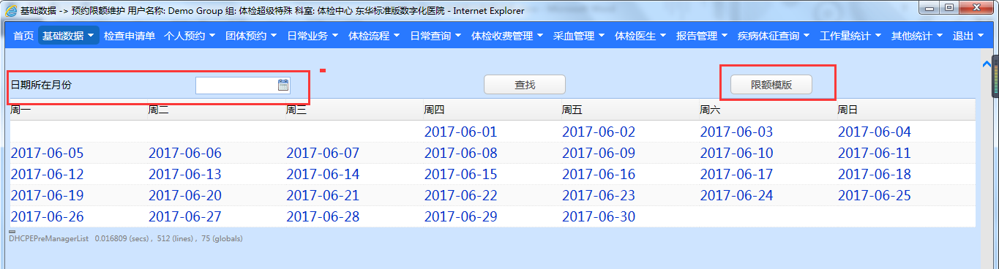 基础数据 -> 预约限额维护 用户名称: Demo Group 组: 体检超级特殊 科室: 体检中心 东华标准版数字化医院 - Internet Explorer
首页 基础数据 检查申请单 个人预约 团体预约 日常业务 体检流程 日常查询 体检收费管理 采血管理 体检医生 报告管理 疾病体征查询 工作量统计 其他统计 退出
日期所在月份 查找 限额模版
周一 周二 周三 周四 周五 周六 周日
2017-06-01 2017-06-02 2017-06-03 2017-06-04
2017-06-05 2017-06-06 2017-06-07 2017-06-08 2017-06-09 2017-06-10 2017-06-11
2017-06-12 2017-06-13 2017-06-14 2017-06-15 2017-06-16 2017-06-17 2017-06-18
2017-06-19 2017-06-20 2017-06-21 2017-06-22 2017-06-23 2017-06-24 2017-06-25
2017-06-26 2017-06-27 2017-06-28 2017-06-29 2017-06-30
DHCPEPreManagerList 0.016809 (secs) , 512 (lines) , 75 (globals)